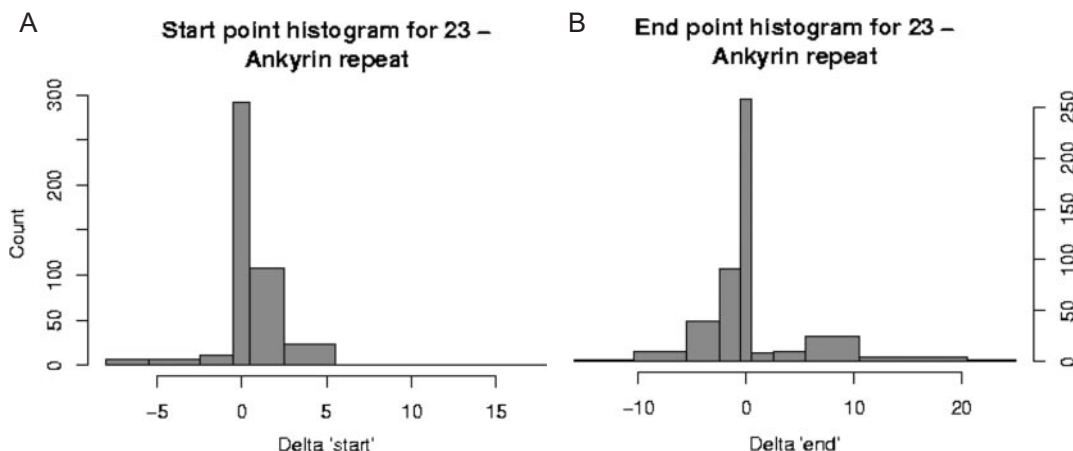 A
Start point histogram for 23 –
Ankyrin repeat
Count
0
50
100
200
300
−5
0
5
10
15
Delta 'start'
B
End point histogram for 23 –
Ankyrin repeat
0
50
100
150
200
250
−10
0
10
20
Delta 'end'